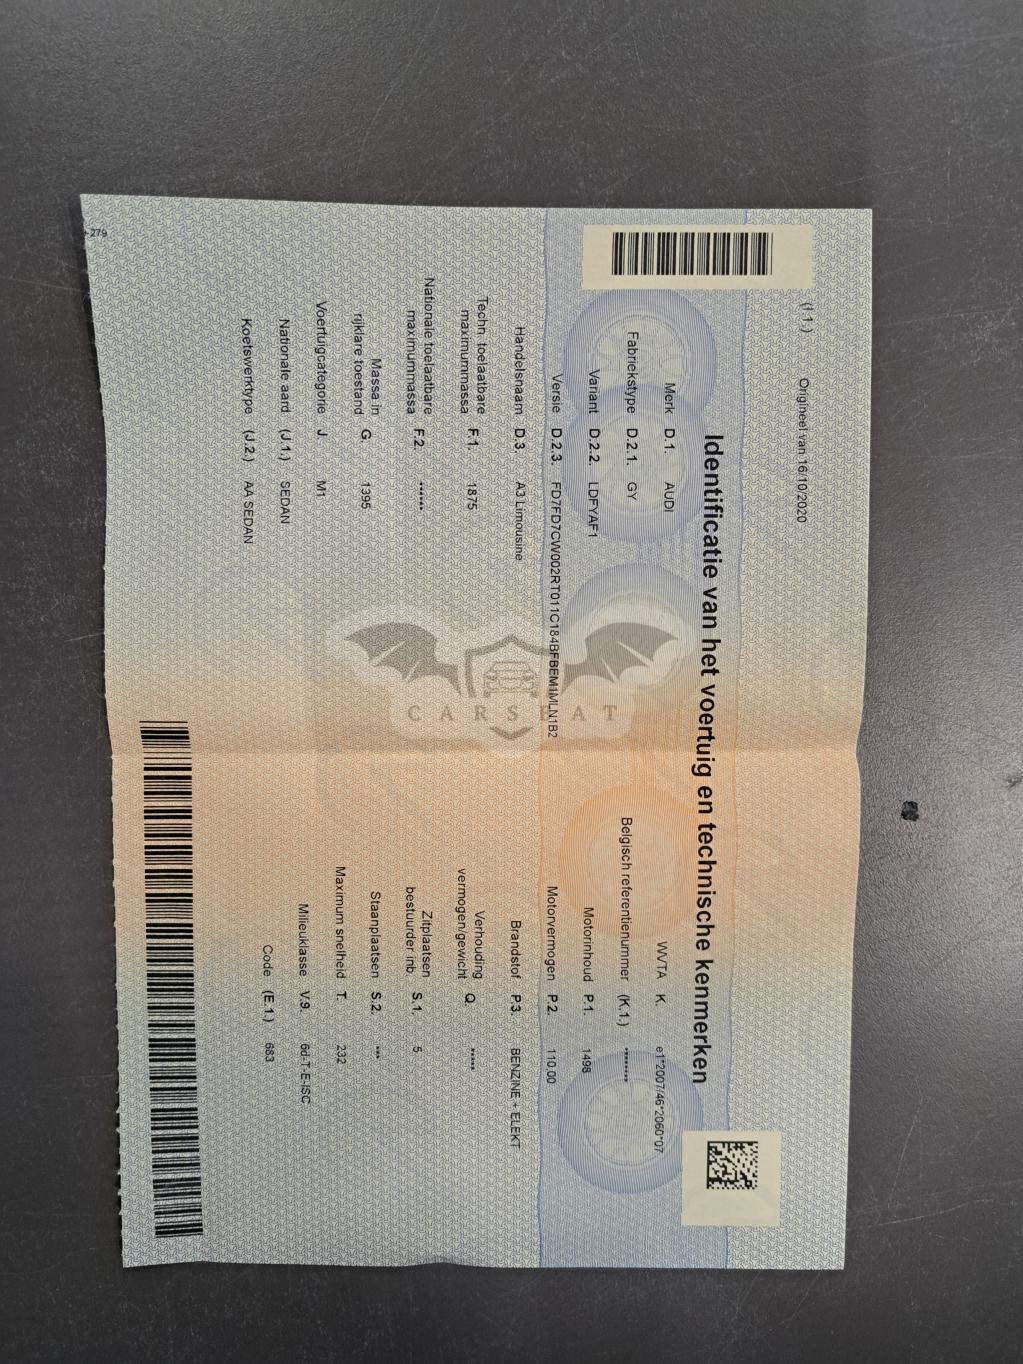 (I.1.) Origineel van 16/10/2020
Identificatie van het voertuig en technische kenmerken
Merk D.1. AUDI
Fabriekstype D.2.1. GY
Variant D.2.2. LDFYAF1
Versie D.2.3. FD7FD7CW002RT011C184BFBEM1MLN1B2
Handelsnaam D.3. A3 Limousine
Techn. toelaatbare
maximummassa F.1. 1875
Nationale toelaatbare
maximummassa F.2. ******
Massa in
rijklare toestand G. 1395
Voertuigcategorie J. M1
Nationale aard (J.1.) SEDAN
Koetswerktype (J.2.) AA SEDAN
WVTA K. e1*2007/46*2060*07
Belgisch referentienummer (K.1.) ********
Motorinhoud P.1. 1498
Motorvermogen P.2. 110.00
Brandstof P.3. BENZINE + ELEKT
Verhouding
vermogen/gewicht Q. *****
Zitplaatsen
bestuurder inb. S.1. 5
Staanplaatsen S.2. ***
Maximum snelheid T. 232
Milieuklasse V.9. 6d-T-E-ISC
Code (E.1.) 683
CARSBAT
279